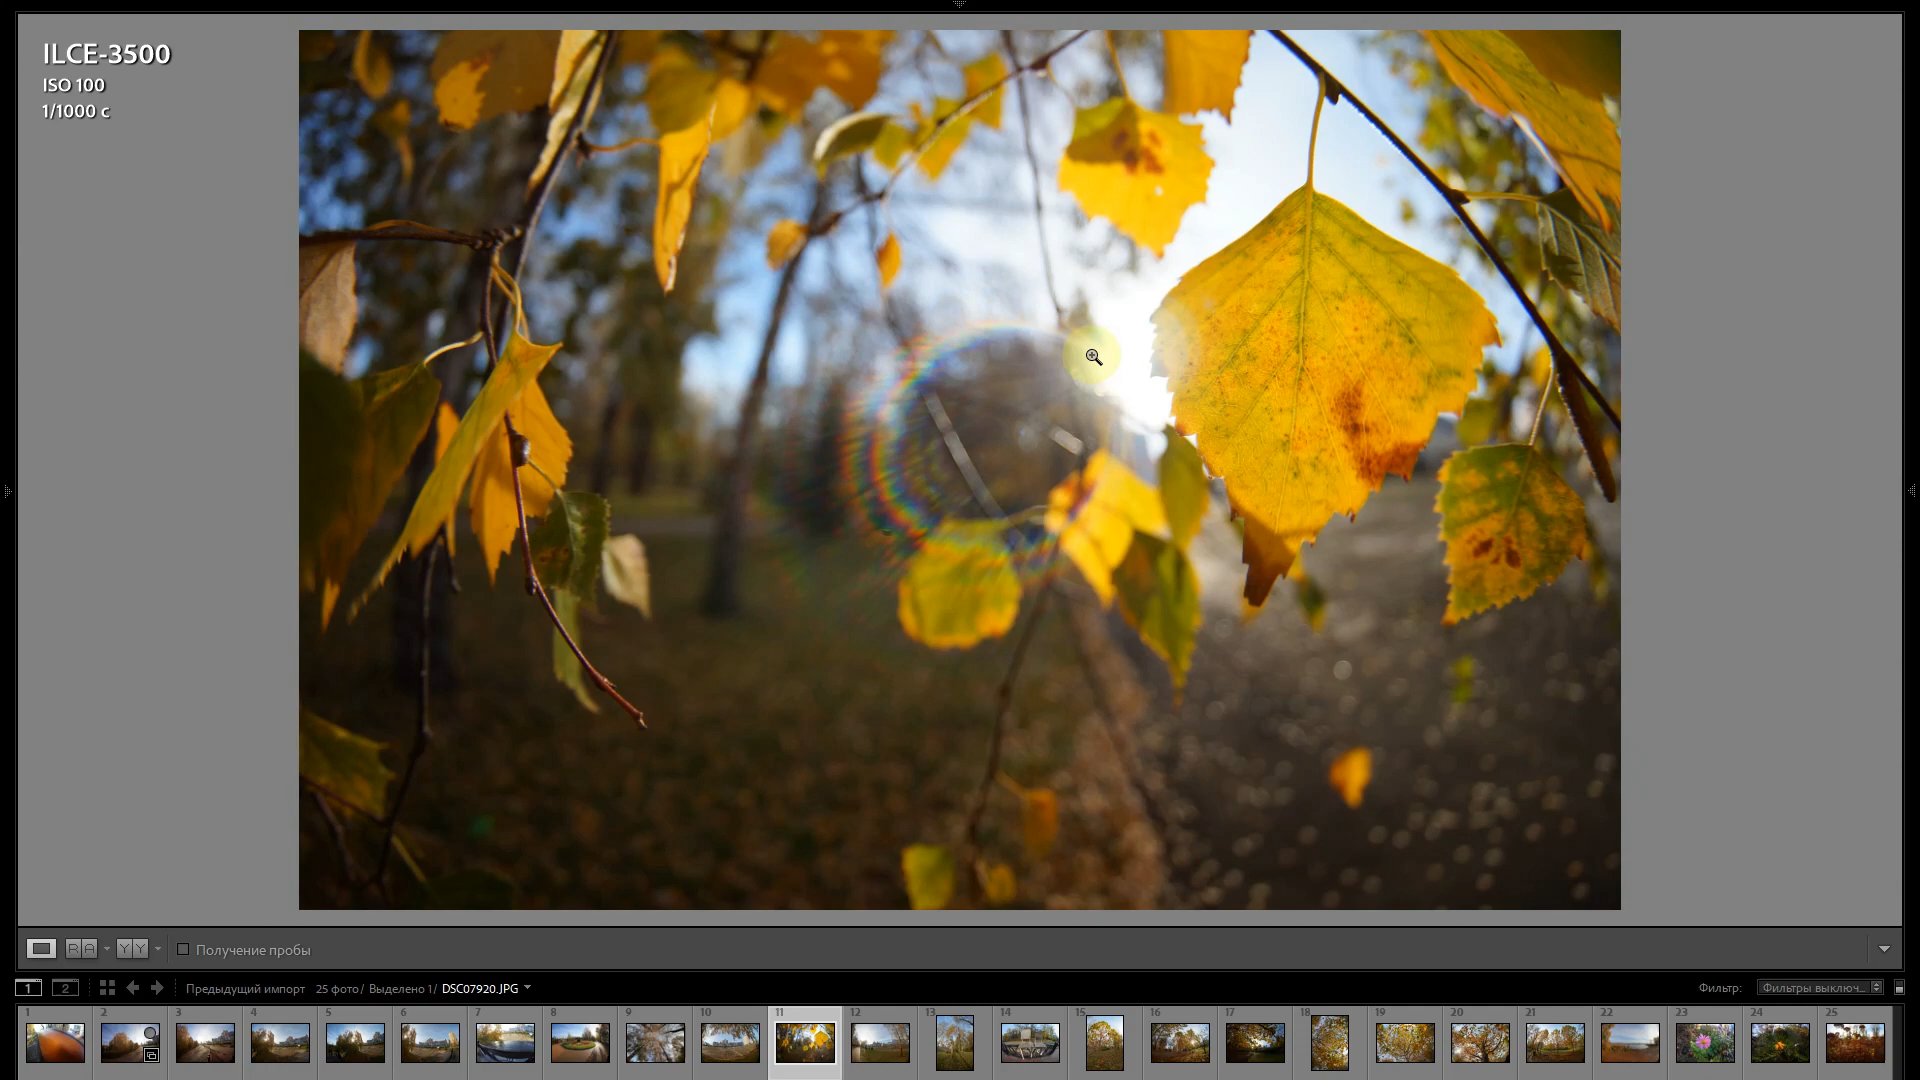 ILCE-3500
ISO 100
1/1000 с
R A
Y Y
Получение пробы
1
2
Предыдущий импорт
25 фото / Выделено 1 / DSC07920.JPG
Фильтр:
Фильтры выключ...
1 2 3 4 5 6 7 8 9 10 11 12 13 14 15 16 17 18 19 20 21 22 23 24 25